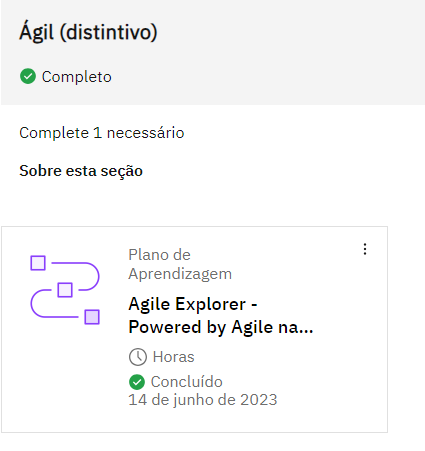 Ágil (distintivo)
Completo
Complete 1 necessário
Sobre esta seção
Plano de
Aprendizagem
Agile Explorer -
Powered by Agile na...
Horas
Concluído
14 de junho de 2023